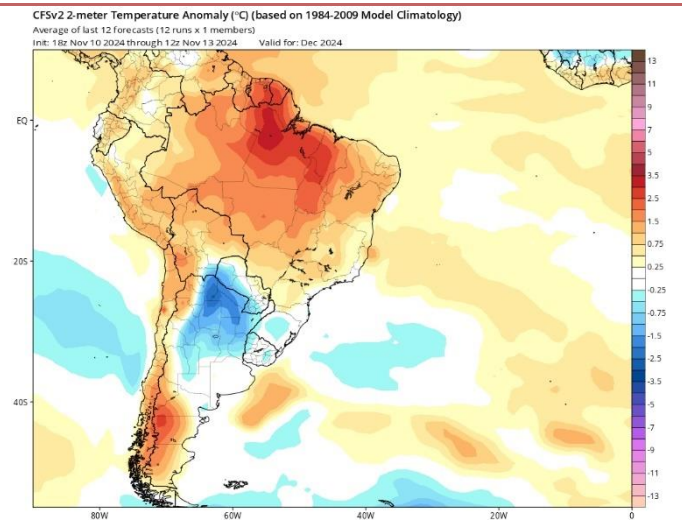 CFSv2 2-meter Temperature Anomaly (°C) (based on 1984-2009 Model Climatology)
Average of last 12 forecasts (12 runs x 1 members)
Init: 18z Nov 10 2024 through 12z Nov 13 2024 Valid for: Dec 2024
EQ
20S
40S
80W
60W
40W
20W
0
13
11
9
7
5
3.5
2.5
1.5
0.75
0.25
-0.25
-0.75
-1.5
-2.5
-3.5
-5
-7
-9
-11
-13